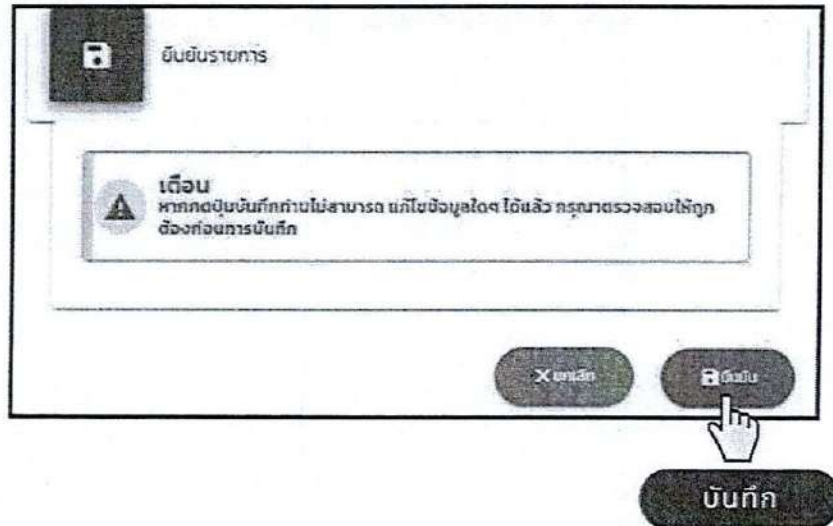 ยืนยันรายการ
เตือน
หากกดปุ่มบันทึกท่านไม่สามารถ แก้ไขข้อมูลใดๆ ได้แล้ว กรุณาตรวจสอบให้ถูก
ต้องก่อนการบันทึก
ยกเลิก
ยืนยัน
บันทึก